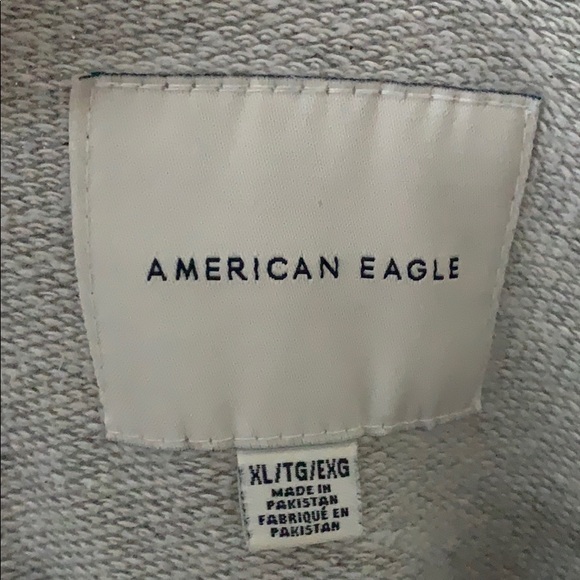 AMERICAN EAGLE
XL/TG/EXG
MADE IN
PAKISTAN
FABRIQUÉ EN
PAKISTAN